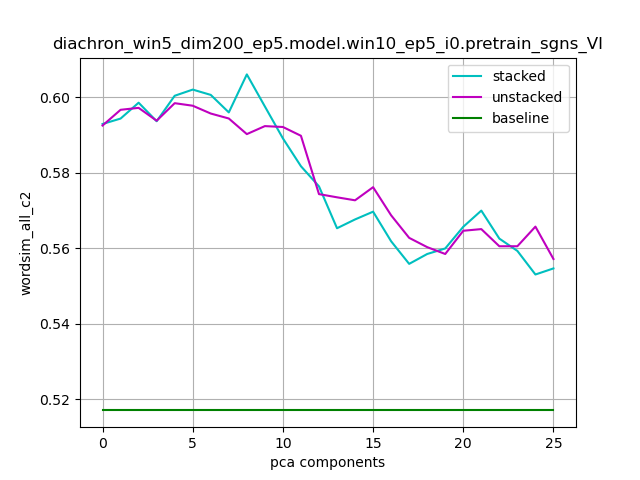 diachron_win5_dim200_ep5.model.win10_ep5_i0.pretrain_sgns_VI
stacked
unstacked
baseline
wordsim_all_c2
0.60
0.58
0.56
0.54
0.52
0 5 10 15 20 25
pca components